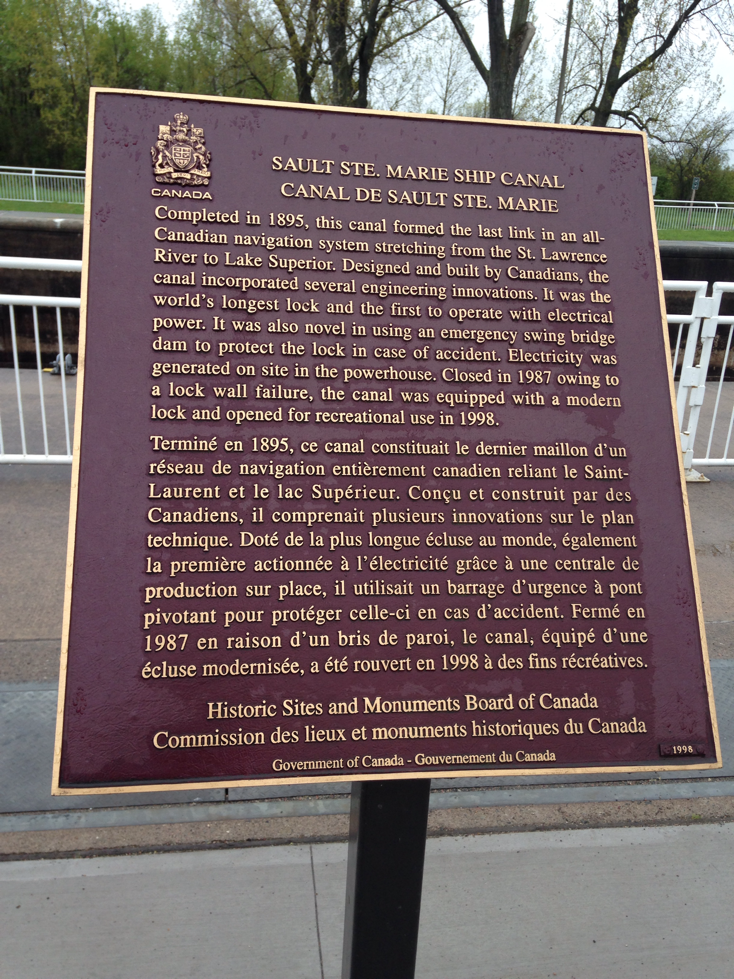 CANADA
SAULT STE. MARIE SHIP CANAL
CANAL DE SAULT STE. MARIE
Completed in 1895, this canal formed the last link in an all-
Canadian navigation system stretching from the St. Lawrence
River to Lake Superior. Designed and built by Canadians, the
canal incorporated several engineering innovations. It was the
world's longest lock and the first to operate with electrical
power. It was also novel in using an emergency swing bridge
dam to protect the lock in case of accident. Electricity was
generated on site in the powerhouse. Closed in 1987 owing to
a lock wall failure, the canal was equipped with a modern
lock and opened for recreational use in 1998.
Terminé en 1895, ce canal constituait le dernier maillon d'un
réseau de navigation entièrement canadien reliant le Saint-
Laurent et le lac Supérieur. Conçu et construit par des
Canadiens, il comprenait plusieurs innovations sur le plan
technique. Doté de la plus longue écluse au monde, également
la première actionnée à l'électricité grâce à une centrale de
production sur place, il utilisait un barrage d'urgence à pont
pivotant pour protéger celle-ci en cas d'accident. Fermé en
1987 en raison d'un bris de paroi, le canal, équipé d'une
écluse modernisée, a été rouvert en 1998 à des fins récréatives.
Historic Sites and Monuments Board of Canada
Commission des lieux et monuments historiques du Canada
Government of Canada - Gouvernement du Canada
1998